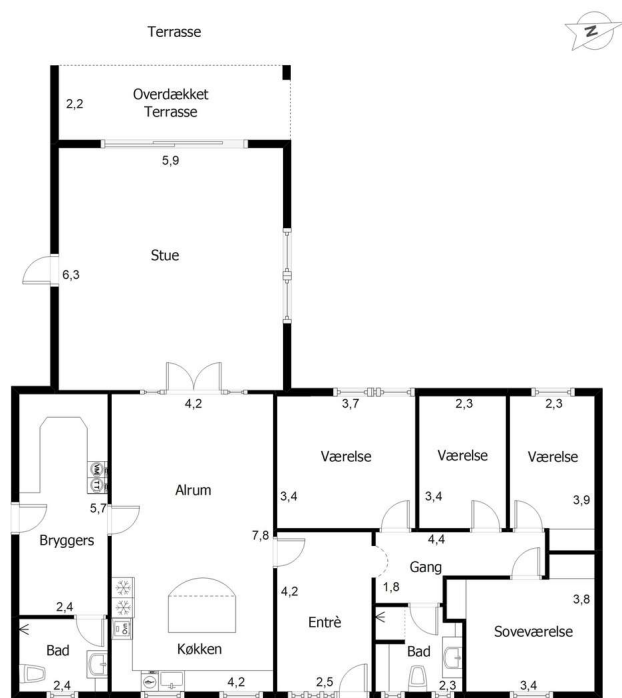 Terrasse
N
Overdækket
Terrasse
2,2
5,9
Stue
6,3
4,2
3,7
2,3
2,3
Værelse
Værelse
Værelse
3,4
3,4
3,9
Alrum
VM
TT
5,7
Bryggers
7,8
4,4
Gang
4,2
1,8
3,8
2,4
Entrè
Soveværelse
Ovn
Køkken
Bad
Bad
2,4
4,2
2,5
2,3
3,4